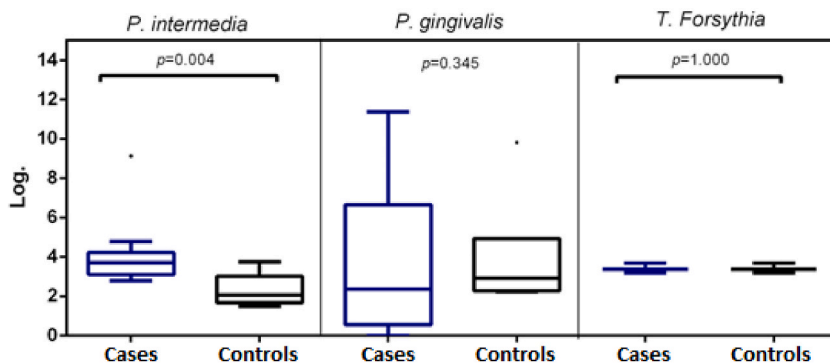 P. intermedia P. gingivalis T. Forsythia
p=0.004 p=0.345 p=1.000
Log.
14
12
10
8
6
4
2
0
Cases Controls Cases Controls Cases Controls